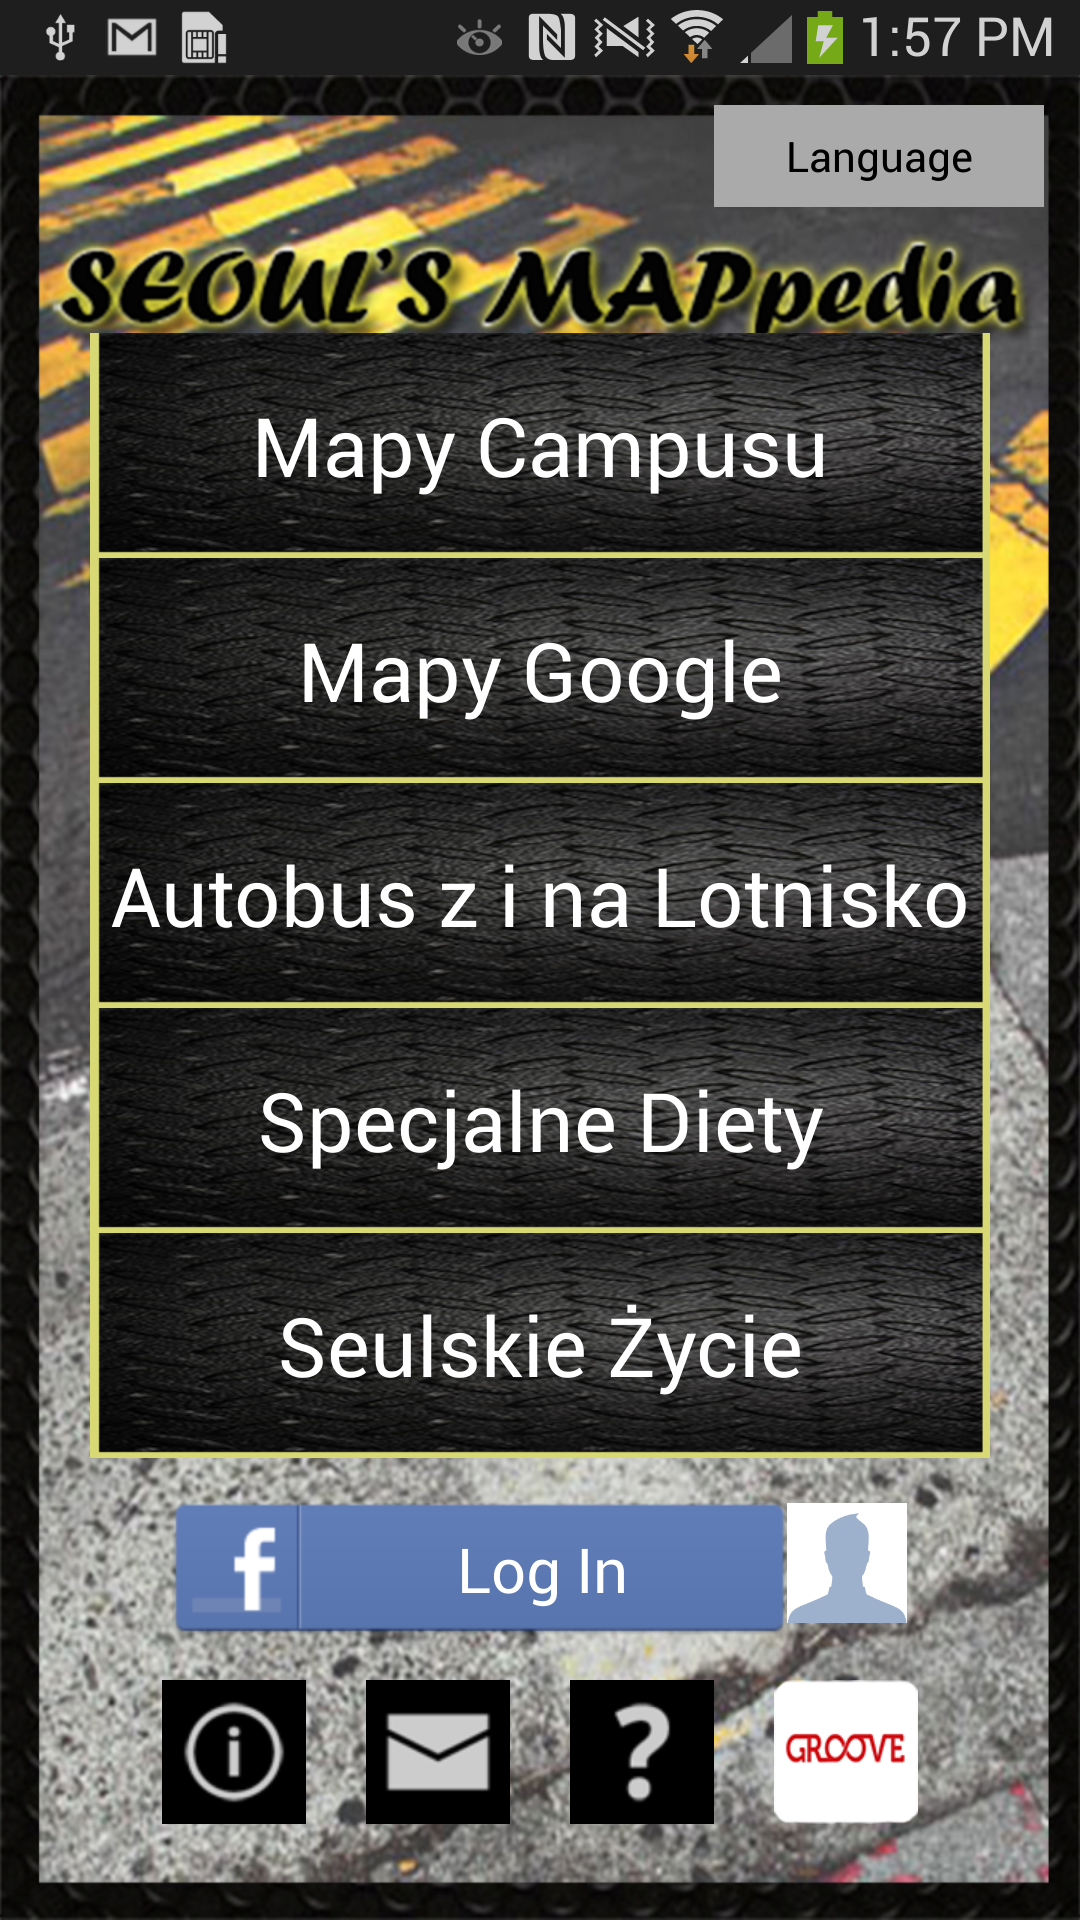 1:57 PM
Language
SEOUL'S MAPpedia
Mapy Campusu
Mapy Google
Autobus z i na Lotnisko
Specjalne Diety
Seulskie Życie
f Log In
GROOVE